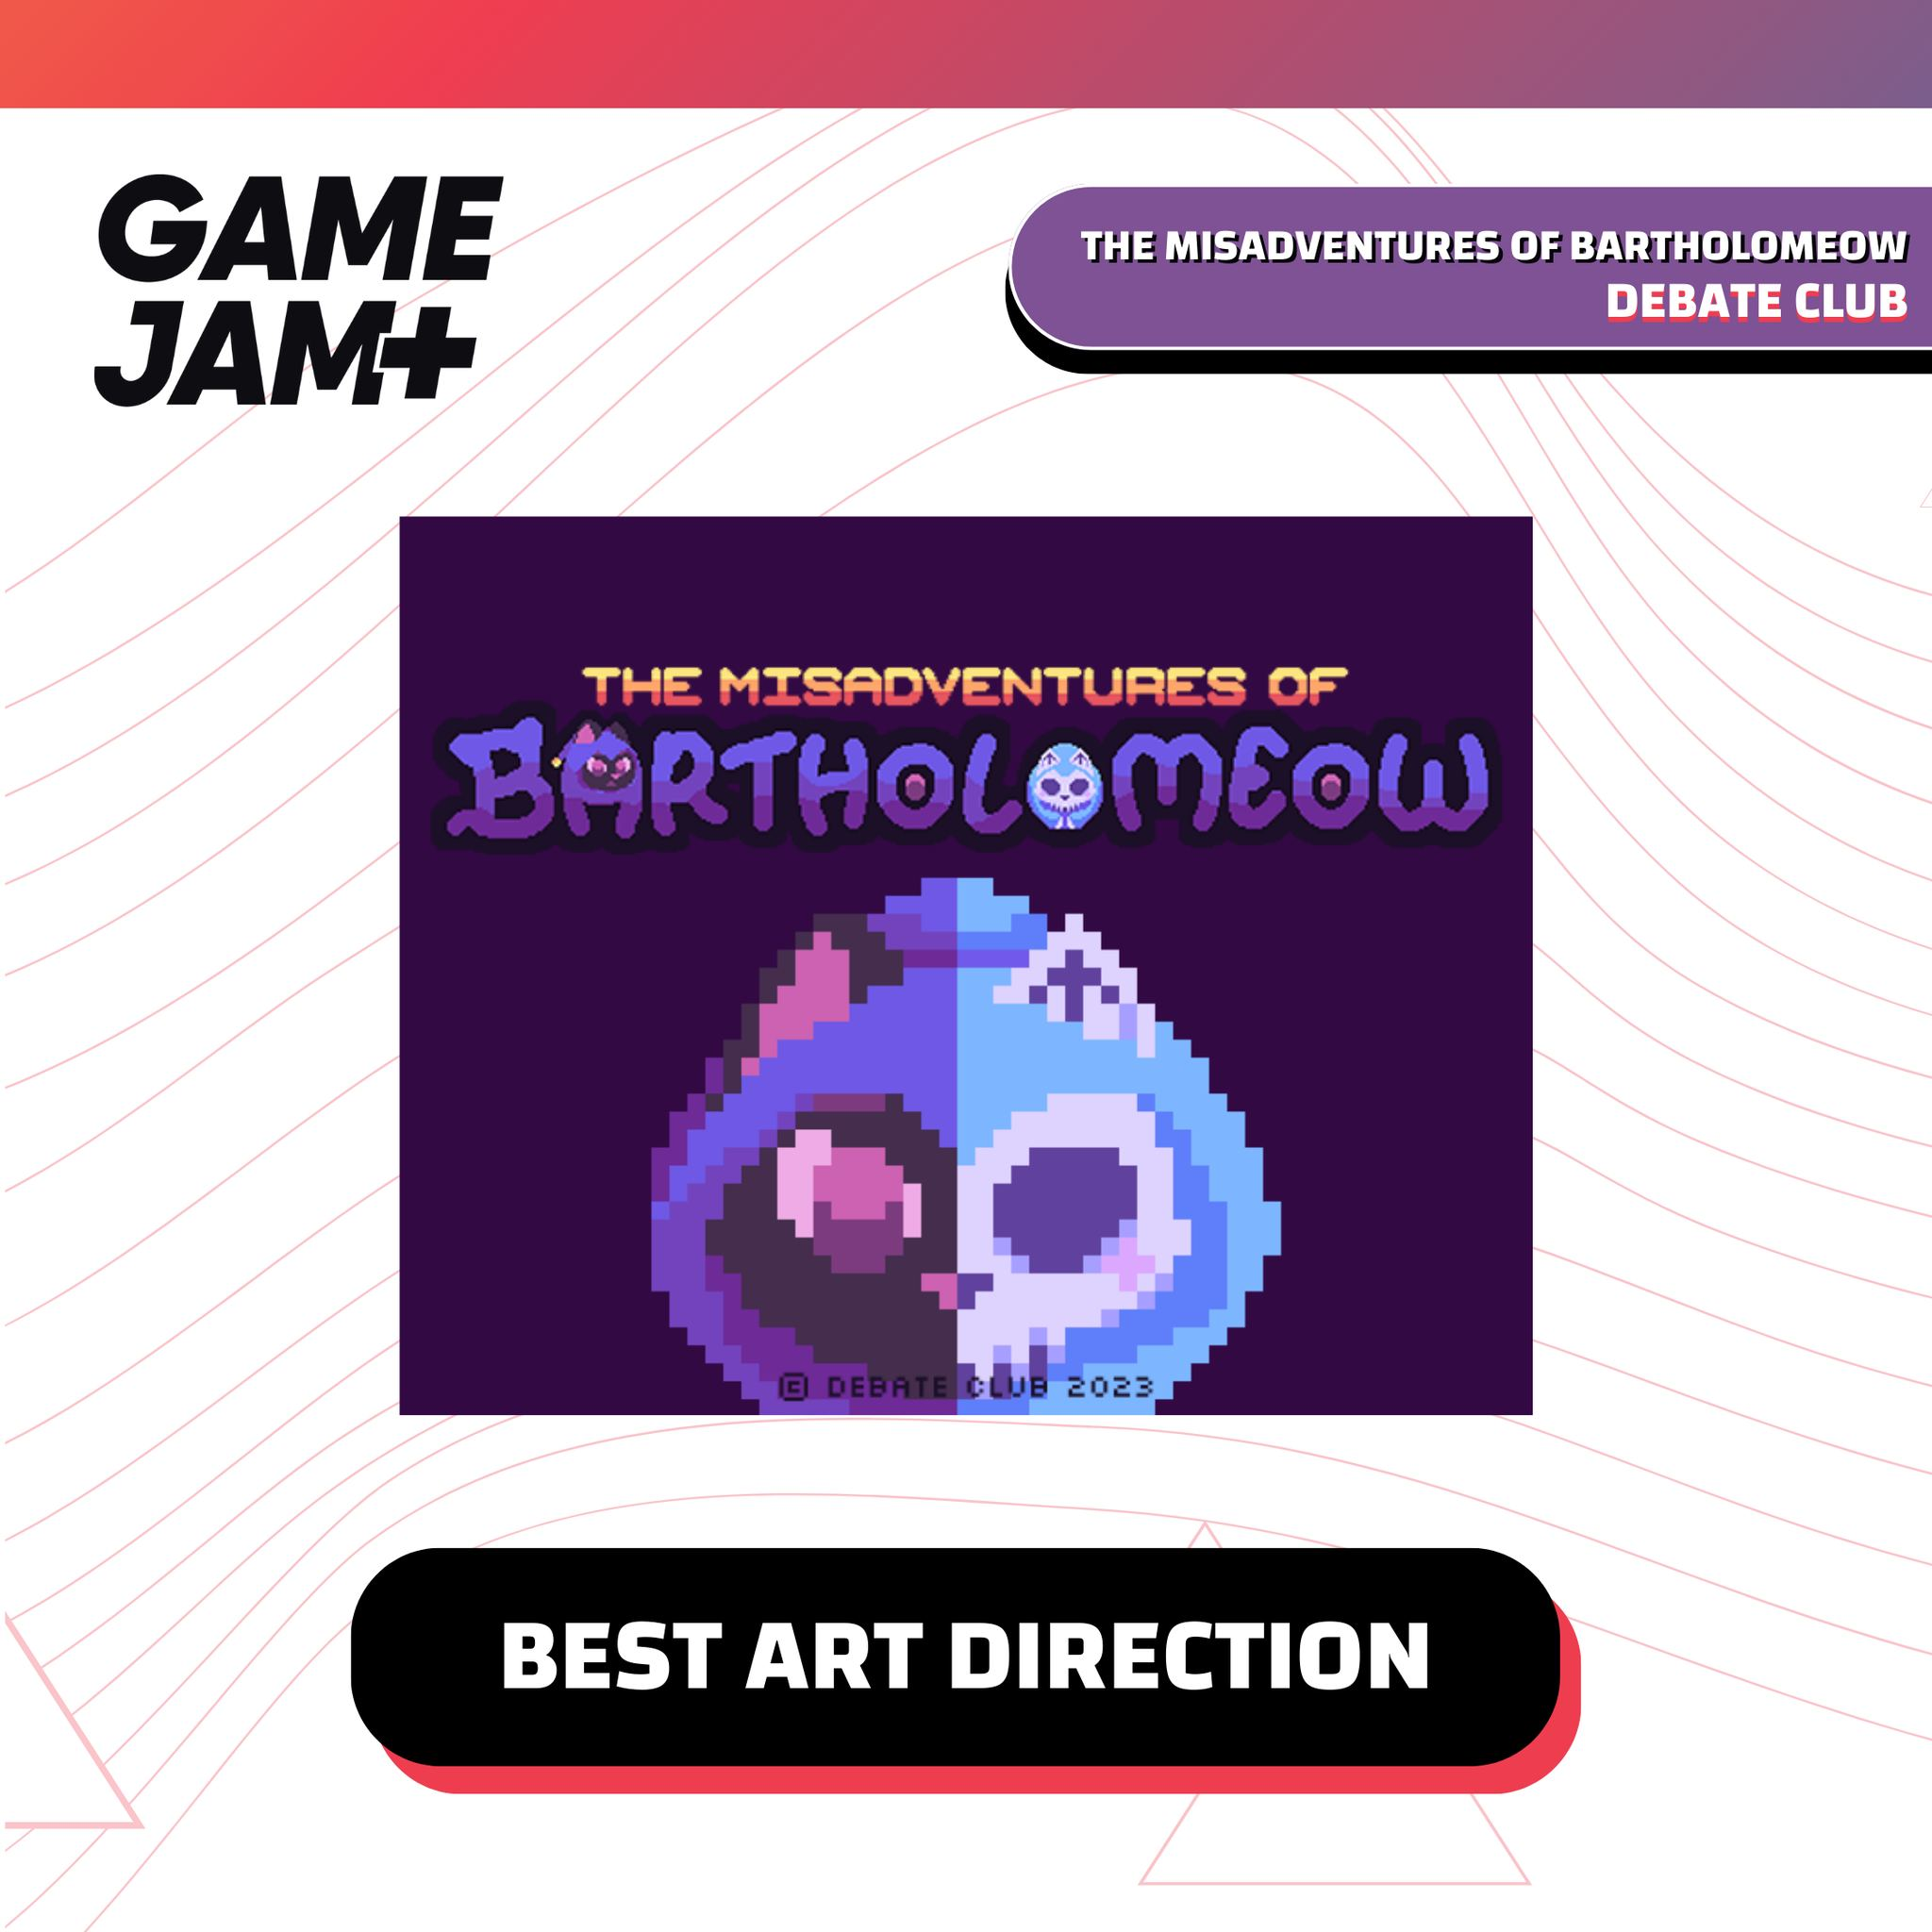 GAME
JAM+
THE MISADVENTURES OF BARTHOLOMEOW
DEBATE CLUB
THE MISADVENTURES OF
BARTHOLOMEOW
© DEBATE CLUB 2023
BEST ART DIRECTION